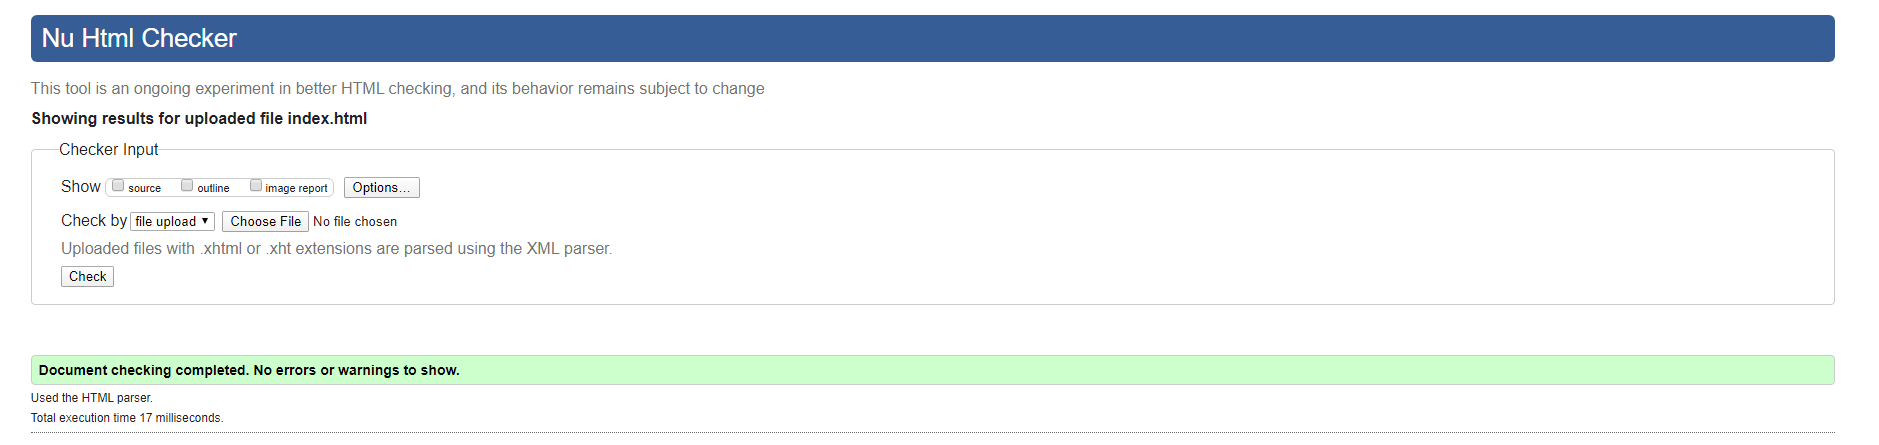 Nu Html Checker
This tool is an ongoing experiment in better HTML checking, and its behavior remains subject to change
Showing results for uploaded file index.html
Checker Input
Show source outline image report Options...
Check by file upload Choose File No file chosen
Uploaded files with .xhtml or .xht extensions are parsed using the XML parser.
Check
Document checking completed. No errors or warnings to show.
Used the HTML parser.
Total execution time 17 milliseconds.